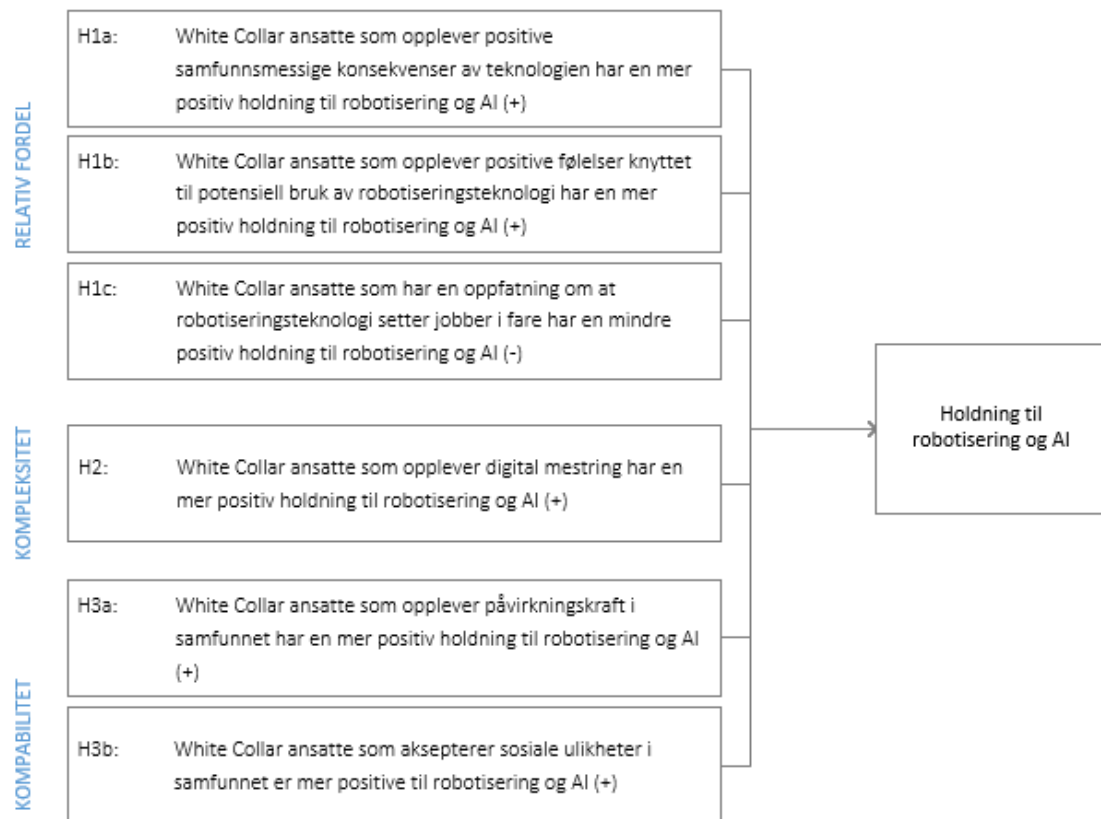 RELATIV FORDEL
H1a: White Collar ansatte som opplever positive
samfunnsmessige konsekvenser av teknologien har en mer
positiv holdning til robotisering og AI (+)
H1b: White Collar ansatte som opplever positive følelser knyttet
til potensiell bruk av robotiseringsteknologi har en mer
positiv holdning til robotisering og AI (+)
H1c: White Collar ansatte som har en oppfatning om at
robotiseringsteknologi setter jobber i fare har en mindre
positiv holdning til robotisering og AI (-)
KOMPLEKSITET
H2: White Collar ansatte som opplever digital mestring har en
mer positiv holdning til robotisering og AI (+)
KOMPABILITET
H3a: White Collar ansatte som opplever påvirkningskraft i
samfunnet har en mer positiv holdning til robotisering og AI
(+)
H3b: White Collar ansatte som aksepterer sosiale ulikheter i
samfunnet er mer positive til robotisering og AI (+)
Holdning til
robotisering og AI